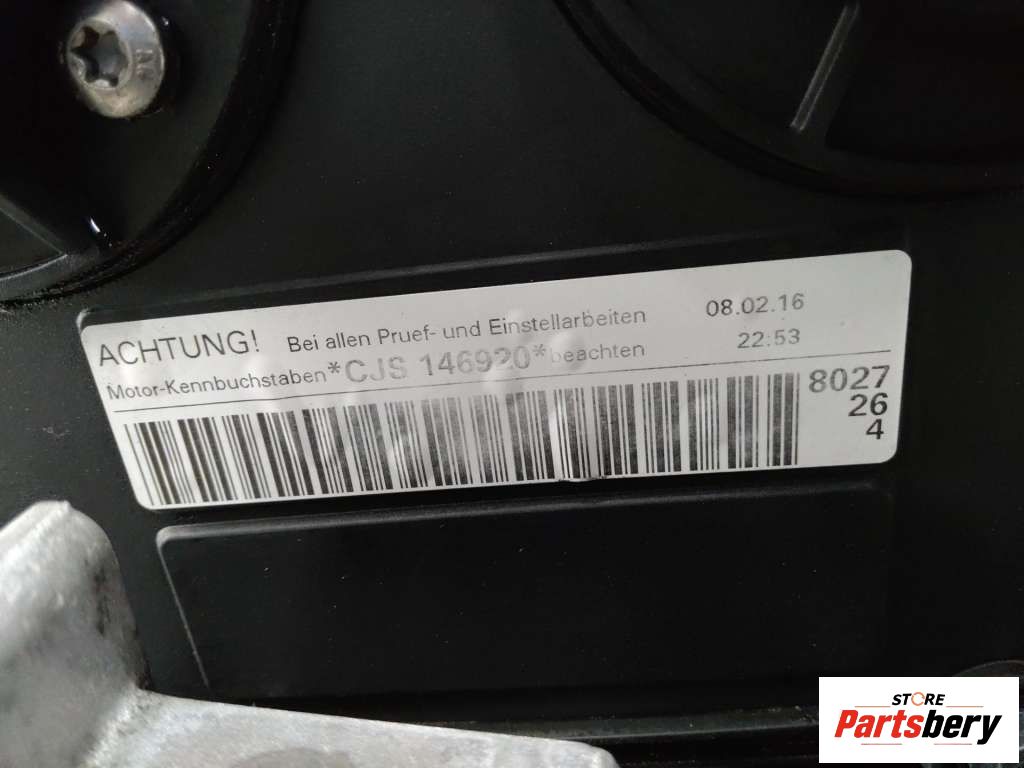 ACHTUNG! Bei allen Pruef- und Einstellarbeiten 08.02.16
Motor-Kennbuchstaben *CJS 146920* beachten 22:53
8027
26
4
STORE
Partsbery